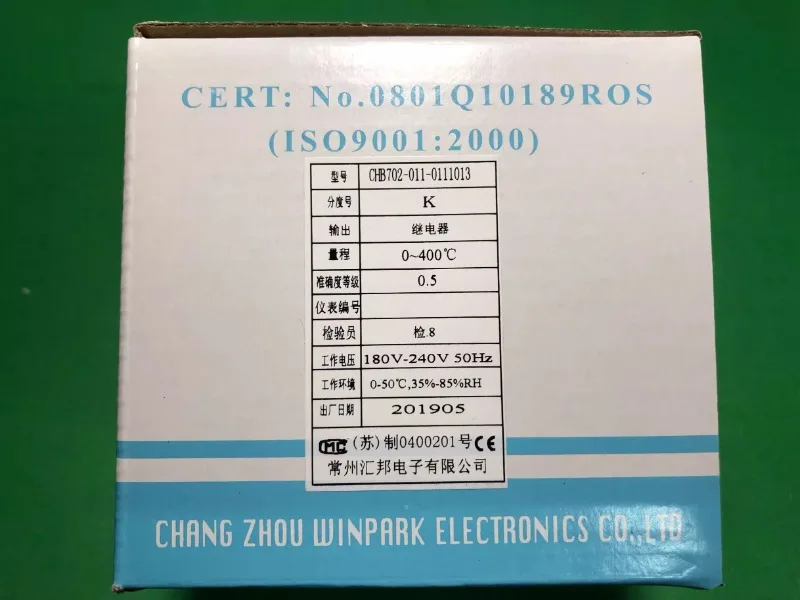 CERT: No.0801Q10189ROS
(ISO9001:2000)
型号 CHB702-011-0111013
分度号 K
输出 继电器
量程 0~400℃
准确度等级 0.5
仪表编号
检验员 检.8
工作电压 180V-240V 50Hz
工作环境 0-50℃,35%-85%RH
出厂日期 201905
MC (苏)制0400201号 CE
常州汇邦电子有限公司
CHANG ZHOU WINPARK ELECTRONICS CO.,LTD